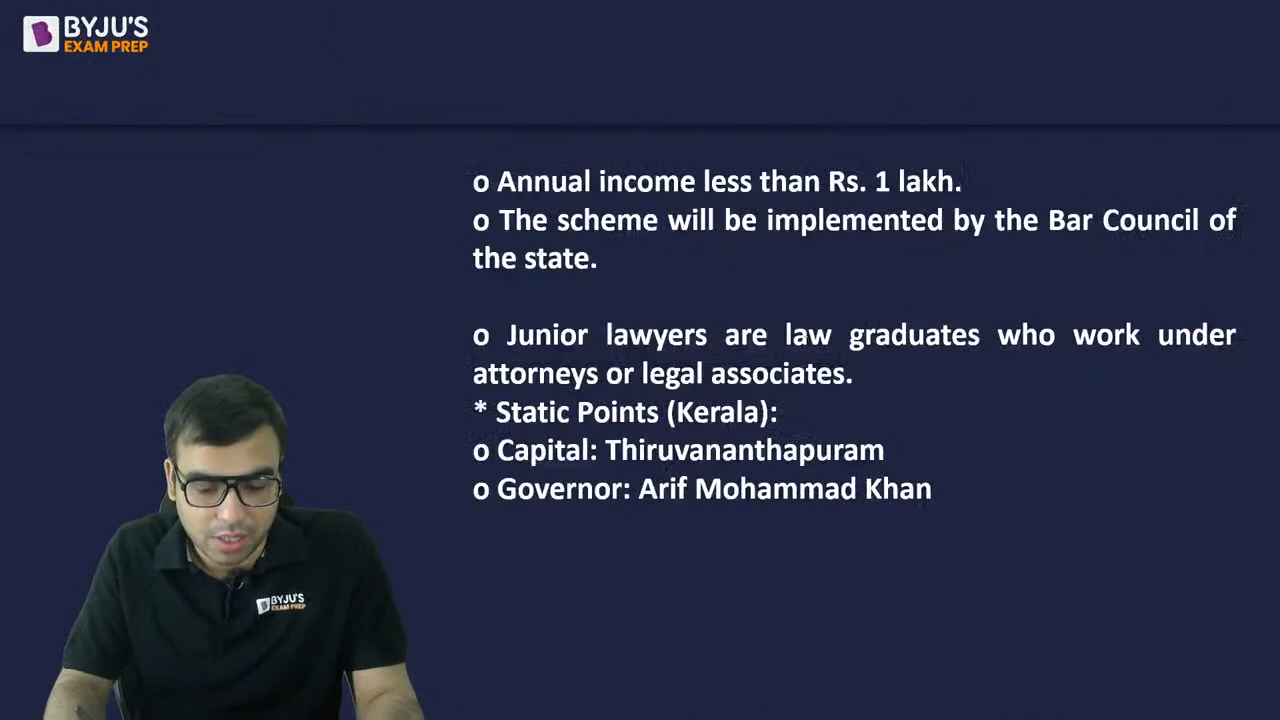 BYJU'S
EXAM PREP
o Annual income less than Rs. 1 lakh.
o The scheme will be implemented by the Bar Council of
the state.
o Junior lawyers are law graduates who work under
attorneys or legal associates.
* Static Points (Kerala):
o Capital: Thiruvananthapuram
o Governor: Arif Mohammad Khan
BYJU'S
EXAM PREP